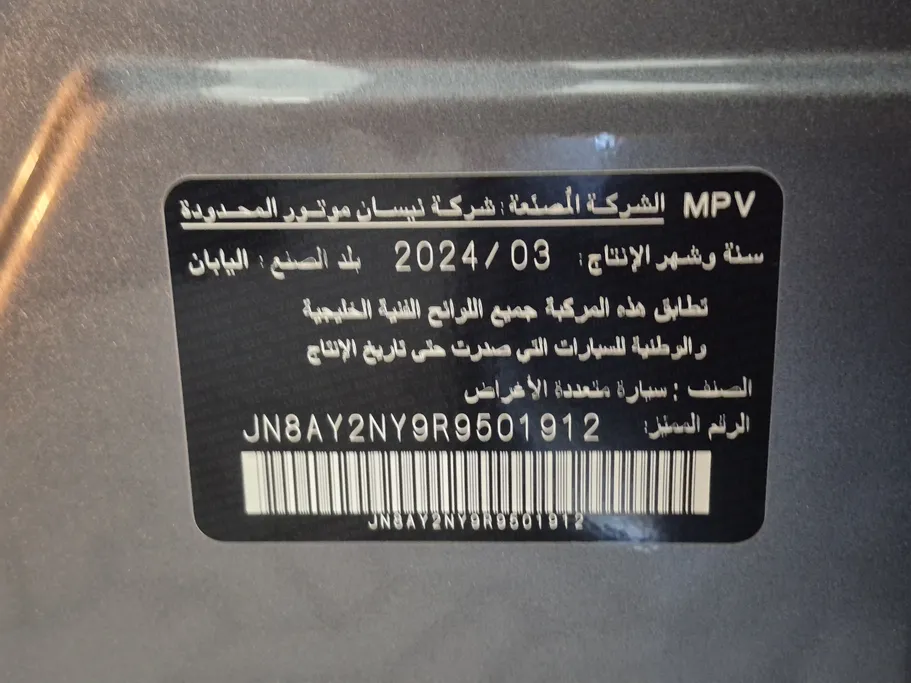 MPV الشركة المصنعة : شركة نيسان موتور المحدودة
سنة وشهر الإنتاج : 2024/03 بلد الصنع : اليابان
تطابق هذه المركبة جميع اللوائح الفنية الخليجية
والوطنية للسيارات التي صدرت حتى تاريخ الإنتاج
الصنف : سيارة متعددة الأغراض
الرقم المميز: JN8AY2NY9R9501912
JN8AY2NY9R9501912